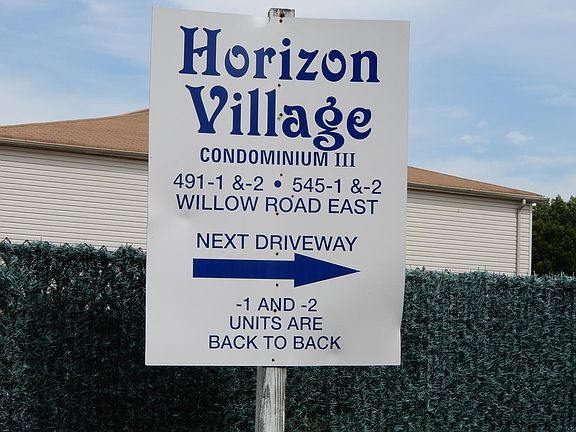 Horizon
Village
CONDOMINIUM III
491-1 &-2 • 545-1 &-2
WILLOW ROAD EAST
NEXT DRIVEWAY
-1 AND -2
UNITS ARE
BACK TO BACK